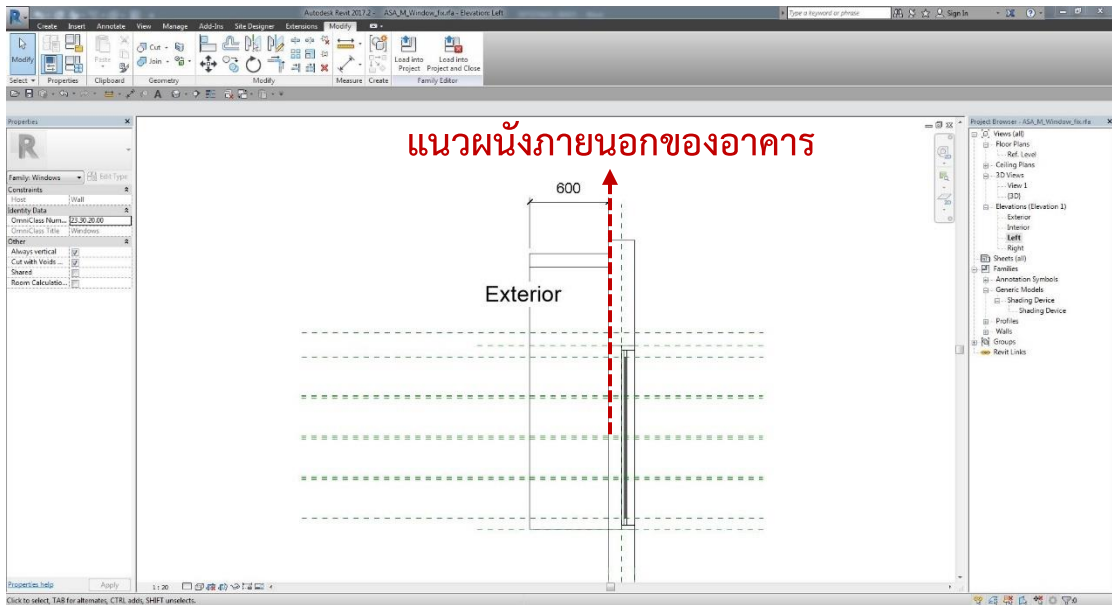 Autodesk Revit 2017.2 - ASA_M_Window_fix.rfa - Elevation: Left
Type a keyword or phrase
Sign In
Create Insert Annotate View Manage Add-Ins Site Designer Extensions Modify
Modify
Paste
Cut
Join
Load into Project
Load into Project and Close
Select Properties Clipboard Geometry Modify Measure Create Family Editor
Properties
Family: Windows
Edit Type
Constraints
Host Wall
Identity Data
OmniClass Num... 23.30.20.00
OmniClass Title Windows
Other
Always vertical
Cut with Voids ...
Shared
Room Calculatio...
Properties help
Apply
แนวผนังภายนอกของอาคาร
600
Exterior
1 : 20
Project Browser - ASA_M_Window_fix.rfa
Views (all)
Floor Plans
Ref. Level
Ceiling Plans
3D Views
View 1
{3D}
Elevations (Elevation 1)
Exterior
Interior
Left
Right
Sheets (all)
Families
Annotation Symbols
Generic Models
Shading Device
Shading Device
Profiles
Walls
Groups
Revit Links
Click to select, TAB for alternates, CTRL adds, SHIFT unselects.
:0